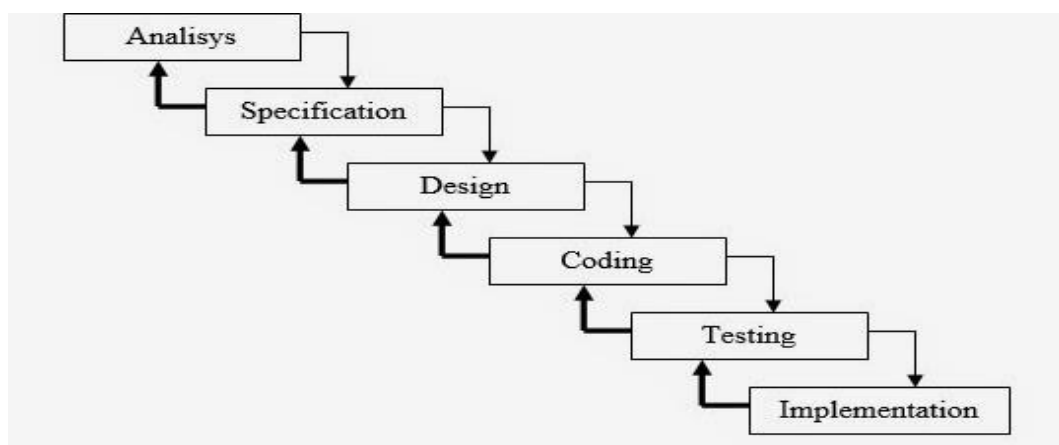 Analisys
Specification
Design
Coding
Testing
Implementation